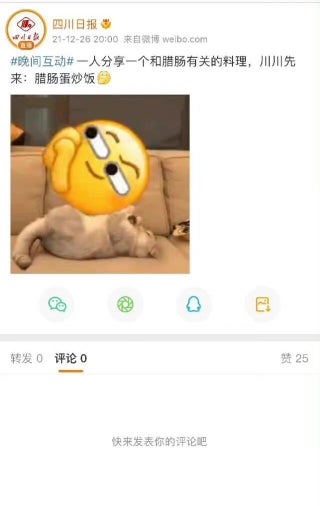 四川日报
21-12-26 20:00 来自微博 weibo.com
#晚间互动# 一人分享一个和腊肠有关的料理，川川先
来：腊肠蛋炒饭
转发 0 评论 0 赞 25
快来发表你的评论吧